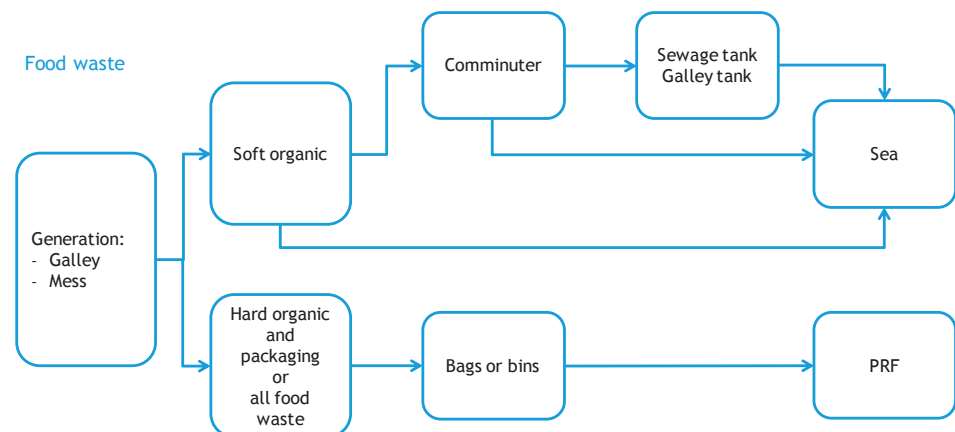 Food waste
Generation:
- Galley
- Mess
Soft organic
Comminuter
Sewage tank
Galley tank
Sea
Hard organic
and
packaging
or
all food
waste
Bags or bins
PRF